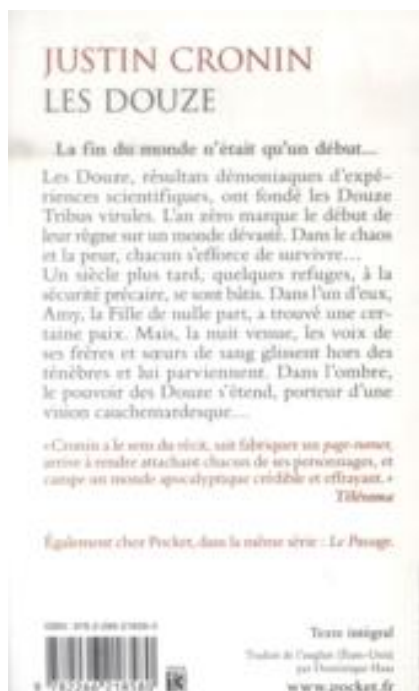 JUSTIN CRONIN
LES DOUZE
La fin du monde n'était qu'un début...
Les Douze, résultats démoniaques d'expé-
riences scientifiques, ont fondé les Douze
Tribus virules. L'an zéro marque le début de
leur règne sur un monde dévasté. Dans le chaos
et la peur, chacun s'efforce de survivre…
Un siècle plus tard, quelques refuges, à la
sécurité précaire, se sont bâtis. Dans l'un d'eux,
Amy, la Fille de nulle part, a trouvé une cer-
taine paix. Mais, la nuit venue, les voix de
ses frères et sœurs de sang glissent hors des
ténèbres et lui parviennent. Dans l'ombre,
le pouvoir des Douze s'étend, porteur d'une
vision cauchemardesque…
«Cronin a le sens du récit, sait fabriquer un page-turner,
arrive à rendre attachant chacun de ses personnages, et
campe un monde apocalyptique crédible et effrayant.»
Télérama
Également chez Pocket, dans la même série : Le Passage.
Texte intégral
Traduit de l'anglais (États-Unis)
par Dominique Haas
www.pocket.fr